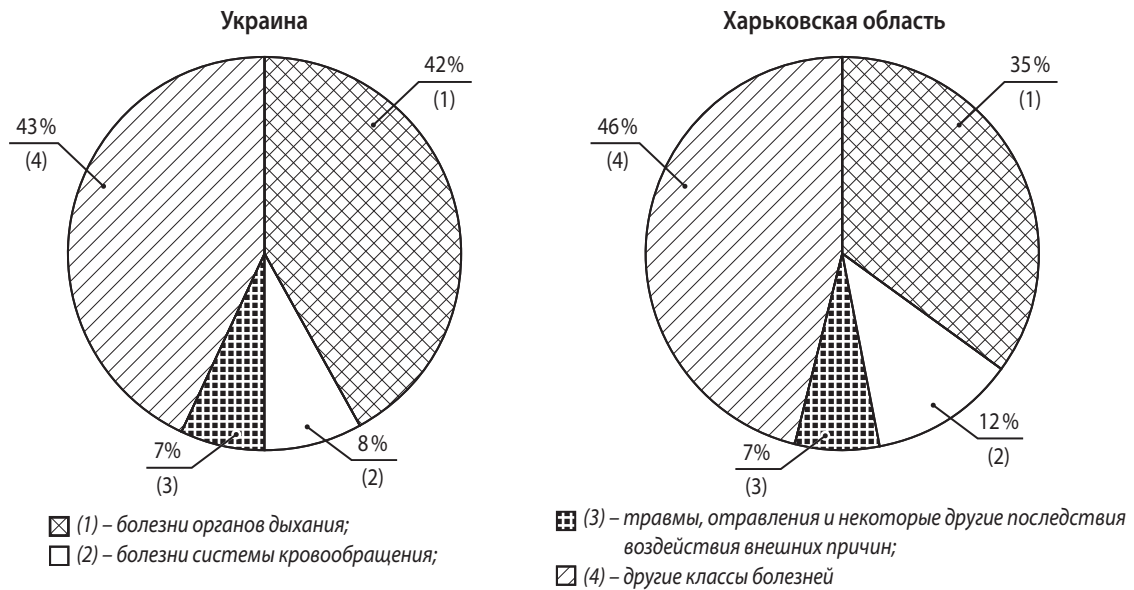 Украина
42%
(1)
43%
(4)
7%
(3)
8%
(2)
Харьковская область
35%
(1)
46%
(4)
12%
(2)
7%
(3)
(1) – болезни органов дыхания;
(2) – болезни системы кровообращения;
(3) – травмы, отравления и некоторые другие последствия
воздействия внешних причин;
(4) – другие классы болезней